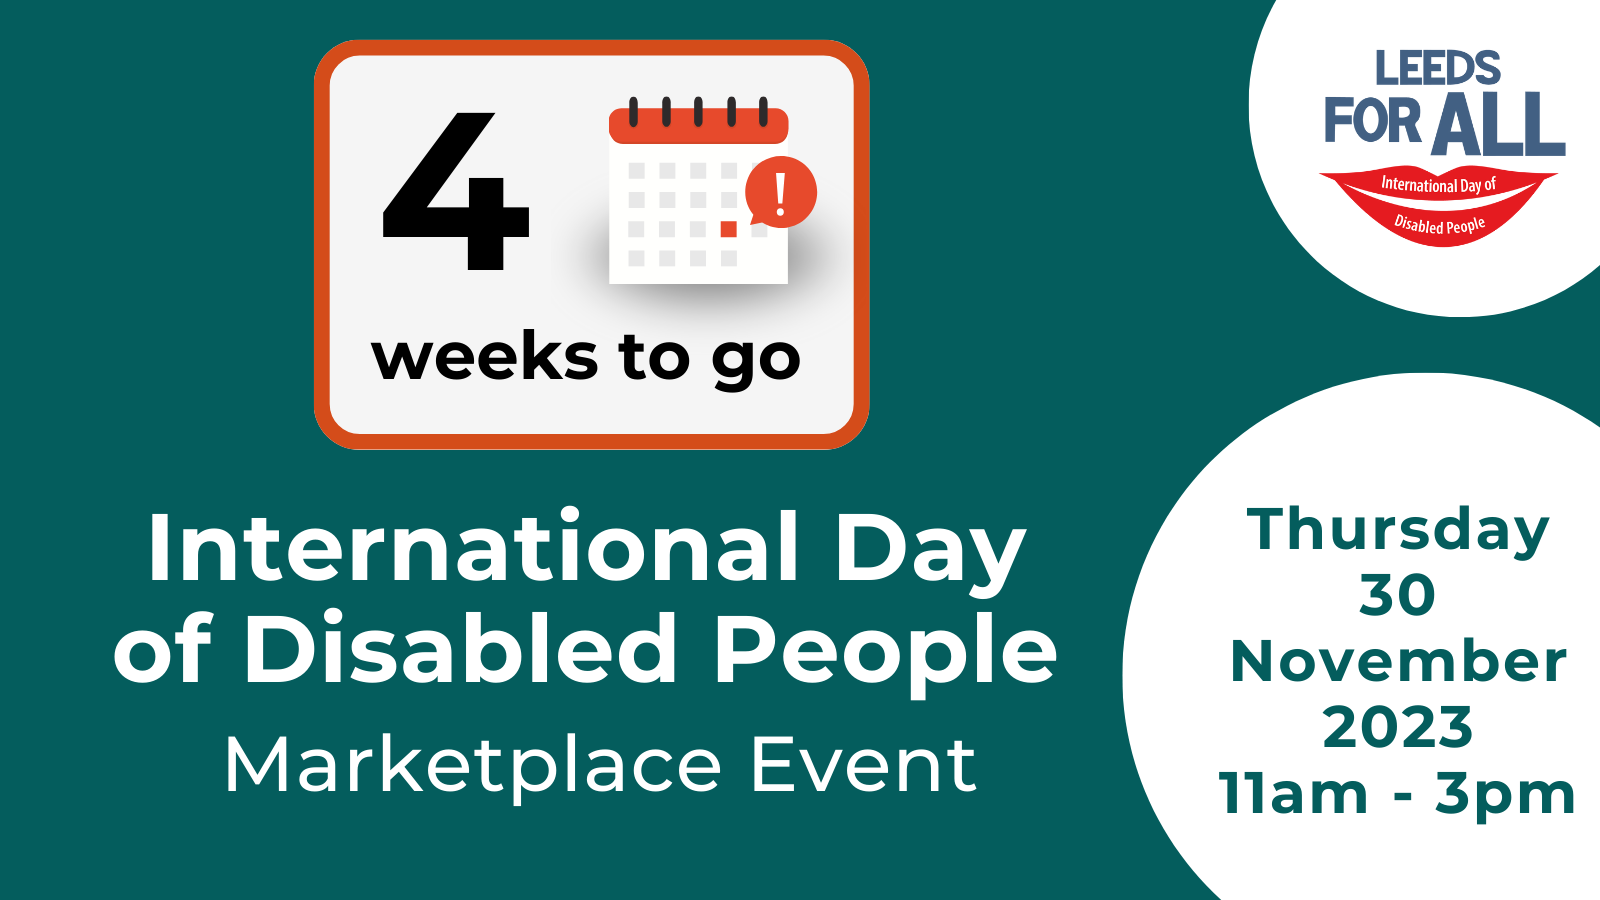 4
weeks to go
!
LEEDS
FOR ALL
International Day of
Disabled People
International Day
of Disabled People
Marketplace Event
Thursday
30
November
2023
11am - 3pm